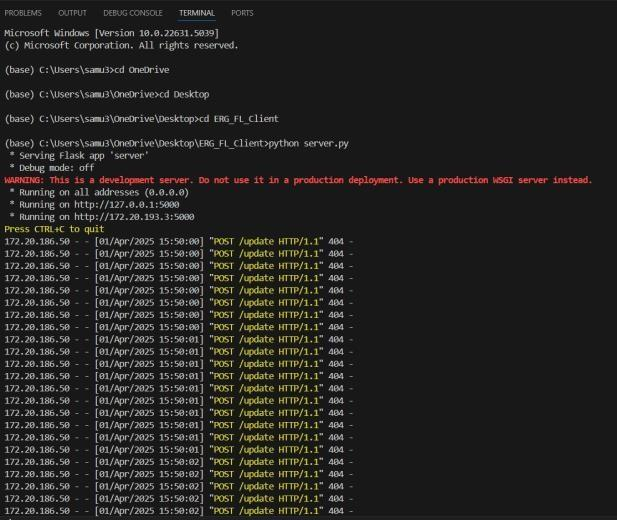 PROBLEMS OUTPUT DEBUG CONSOLE TERMINAL PORTS
Microsoft Windows [Version 10.0.22631.5039]
(c) Microsoft Corporation. All rights reserved.
(base) C:\Users\samu3>cd OneDrive
(base) C:\Users\samu3\OneDrive>cd Desktop
(base) C:\Users\samu3\OneDrive\Desktop>cd ERG_FL_Client
(base) C:\Users\samu3\OneDrive\Desktop\ERG_FL_Client>python server.py
* Serving Flask app 'server'
* Debug mode: off
WARNING: This is a development server. Do not use it in a production deployment. Use a production WSGI server instead.
* Running on all addresses (0.0.0.0)
* Running on http://127.0.0.1:5000
* Running on http://172.20.193.3:5000
Press CTRL+C to quit
172.20.186.50 - - [01/Apr/2025 15:50:00] "POST /update HTTP/1.1" 404 -
172.20.186.50 - - [01/Apr/2025 15:50:00] "POST /update HTTP/1.1" 404 -
172.20.186.50 - - [01/Apr/2025 15:50:00] "POST /update HTTP/1.1" 404 -
172.20.186.50 - - [01/Apr/2025 15:50:00] "POST /update HTTP/1.1" 404 -
172.20.186.50 - - [01/Apr/2025 15:50:00] "POST /update HTTP/1.1" 404 -
172.20.186.50 - - [01/Apr/2025 15:50:00] "POST /update HTTP/1.1" 404 -
172.20.186.50 - - [01/Apr/2025 15:50:00] "POST /update HTTP/1.1" 404 -
172.20.186.50 - - [01/Apr/2025 15:50:00] "POST /update HTTP/1.1" 404 -
172.20.186.50 - - [01/Apr/2025 15:50:01] "POST /update HTTP/1.1" 404 -
172.20.186.50 - - [01/Apr/2025 15:50:01] "POST /update HTTP/1.1" 404 -
172.20.186.50 - - [01/Apr/2025 15:50:01] "POST /update HTTP/1.1" 404 -
172.20.186.50 - - [01/Apr/2025 15:50:01] "POST /update HTTP/1.1" 404 -
172.20.186.50 - - [01/Apr/2025 15:50:01] "POST /update HTTP/1.1" 404 -
172.20.186.50 - - [01/Apr/2025 15:50:01] "POST /update HTTP/1.1" 404 -
172.20.186.50 - - [01/Apr/2025 15:50:01] "POST /update HTTP/1.1" 404 -
172.20.186.50 - - [01/Apr/2025 15:50:01] "POST /update HTTP/1.1" 404 -
172.20.186.50 - - [01/Apr/2025 15:50:01] "POST /update HTTP/1.1" 404 -
172.20.186.50 - - [01/Apr/2025 15:50:01] "POST /update HTTP/1.1" 404 -
172.20.186.50 - - [01/Apr/2025 15:50:02] "POST /update HTTP/1.1" 404 -
172.20.186.50 - - [01/Apr/2025 15:50:02] "POST /update HTTP/1.1" 404 -
172.20.186.50 - - [01/Apr/2025 15:50:02] "POST /update HTTP/1.1" 404 -
172.20.186.50 - - [01/Apr/2025 15:50:02] "POST /update HTTP/1.1" 404 -
172.20.186.50 - - [01/Apr/2025 15:50:02] "POST /update HTTP/1.1" 404 -